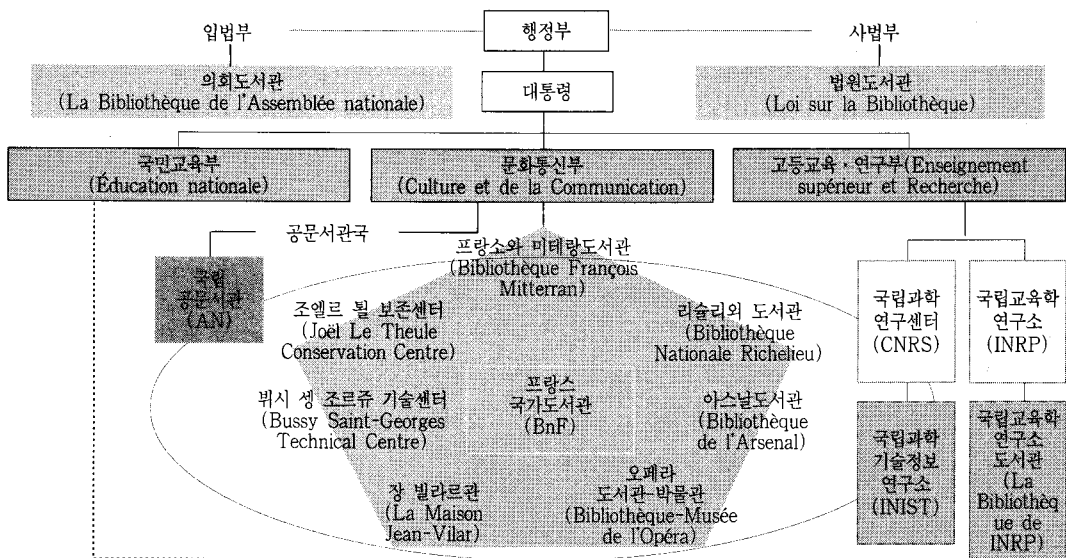 입법부
행정부
사법부
의회도서관
(La Bibliothèque de l'Assemblée nationale)
대통령
법원도서관
(Loi sur la Bibliothèque)
국민교육부
(Éducation nationale)
문화통신부
(Culture et de la Communication)
고등교육·연구부(Enseignement
supérieur et Recherche)
공문서관국
국립
공문서관
(AN)
프랑소와 미테랑도서관
(Bibliothèque François
Mitterran)
조엘르 튈 보존센터
(Joël Le Theule
Conservation Centre)
리슐리외 도서관
(Bibliothèque
Nationale Richelieu)
국립과학
연구센터
(CNRS)
국립교육학
연구소
(INRP)
뷔시 셍 조르쥬 기술센터
(Bussy Saint-Georges
Technical Centre)
프랑스
국가도서관
(BnF)
아스날도서관
(Bibliothèque
de l'Arsenal)
국립과학
기술정보
연구소
(INIST)
국립교육학
연구소
도서관
(La
Bibliothèq
ue de
INRP)
장 빌라르관
(La Maison
Jean-Vilar)
오페라
도서관-박물관
(Bibliothèque-Musée
de l'Opéra)